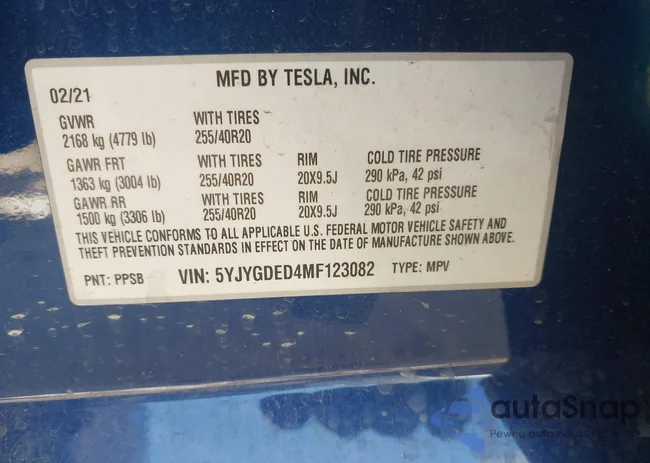 MFD BY TESLA, INC.
02/21
GVWR WITH TIRES
2168 kg (4779 lb) 255/40R20
GAWR FRT WITH TIRES RIM COLD TIRE PRESSURE
1363 kg (3004 lb) 255/40R20 20X9.5J 290 kPa, 42 psi
GAWR RR WITH TIRES RIM COLD TIRE PRESSURE
1500 kg (3306 lb) 255/40R20 20X9.5J 290 kPa, 42 psi
THIS VEHICLE CONFORMS TO ALL APPLICABLE U.S. FEDERAL MOTOR VEHICLE SAFETY AND
THEFT PREVENTION STANDARDS IN EFFECT ON THE DATE OF MANUFACTURE SHOWN ABOVE.
PNT: PPSB VIN: 5YJYGDED4MF123082 TYPE: MPV
autaSnap
Pewne auto